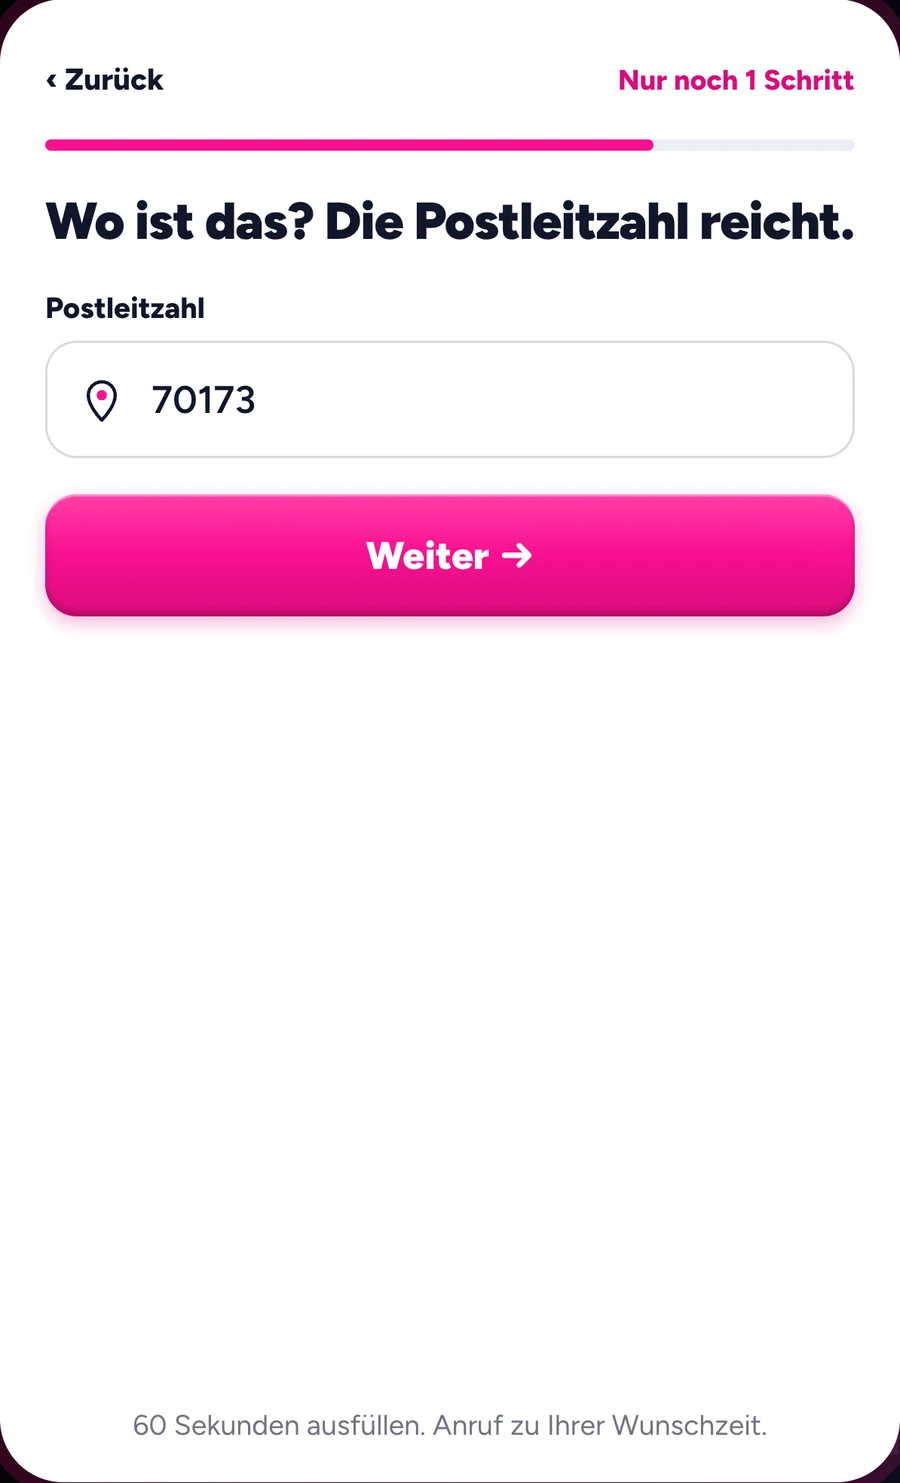 ‹ Zurück
Nur noch 1 Schritt
Wo ist das? Die Postleitzahl reicht.
Postleitzahl
70173
Weiter →
60 Sekunden ausfüllen. Anruf zu Ihrer Wunschzeit.